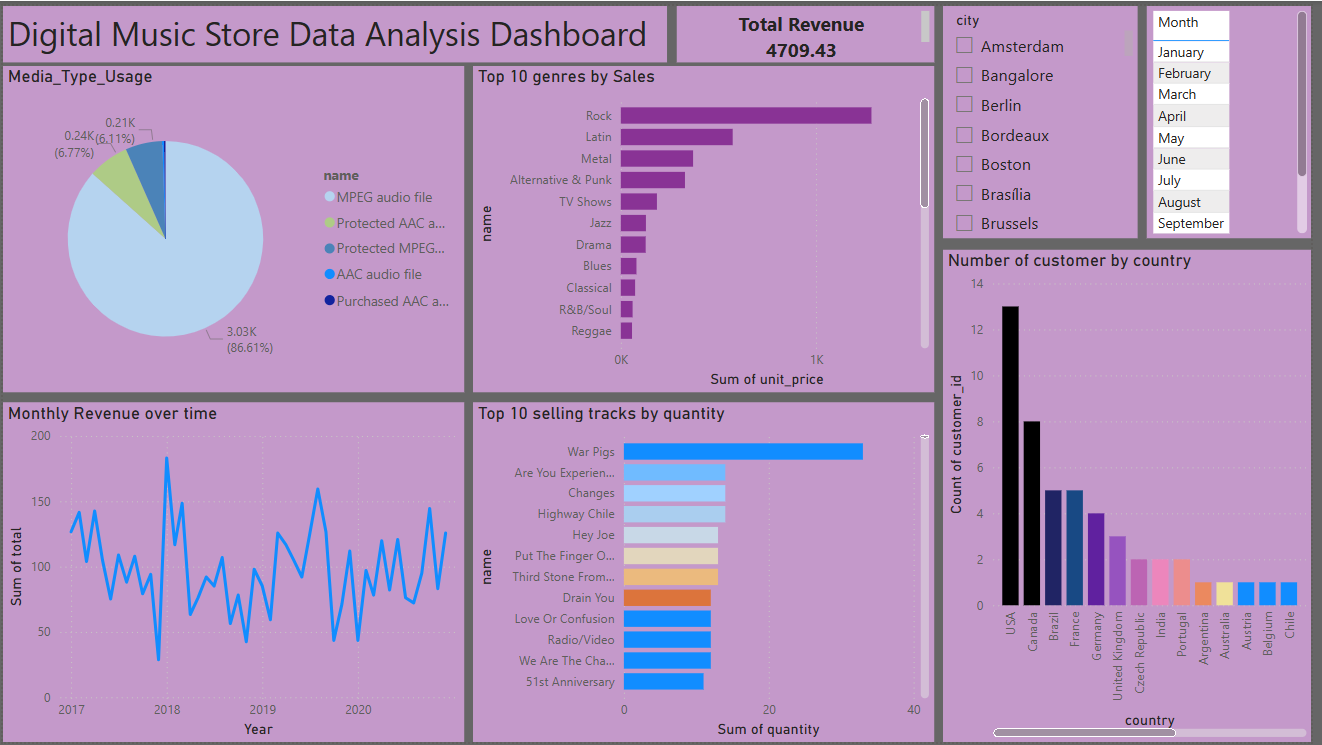 Digital Music Store Data Analysis Dashboard
Total Revenue
4709.43
city
Amsterdam
Bangalore
Berlin
Bordeaux
Boston
Brasília
Brussels
Month
January
February
March
April
May
June
July
August
September
Media_Type_Usage
0.21K
(6.11%)
0.24K
(6.77%)
3.03K
(86.61%)
name
MPEG audio file
Protected AAC a...
Protected MPEG...
AAC audio file
Purchased AAC a...
Top 10 genres by Sales
name
Rock
Latin
Metal
Alternative & Punk
TV Shows
Jazz
Drama
Blues
Classical
R&B/Soul
Reggae
0K 1K
Sum of unit_price
Number of customer by country
Count of customer_id
14
12
10
8
6
4
2
0
USA
Canada
Brazil
France
Germany
United Kingdom
Czech Republic
India
Portugal
Argentina
Australia
Austria
Belgium
Chile
country
Monthly Revenue over time
Sum of total
200
150
100
50
0
2017 2018 2019 2020
Year
Top 10 selling tracks by quantity
name
War Pigs
Are You Experien...
Changes
Highway Chile
Hey Joe
Put The Finger O...
Third Stone From...
Drain You
Love Or Confusion
Radio/Video
We Are The Cha...
51st Anniversary
0 20 40
Sum of quantity